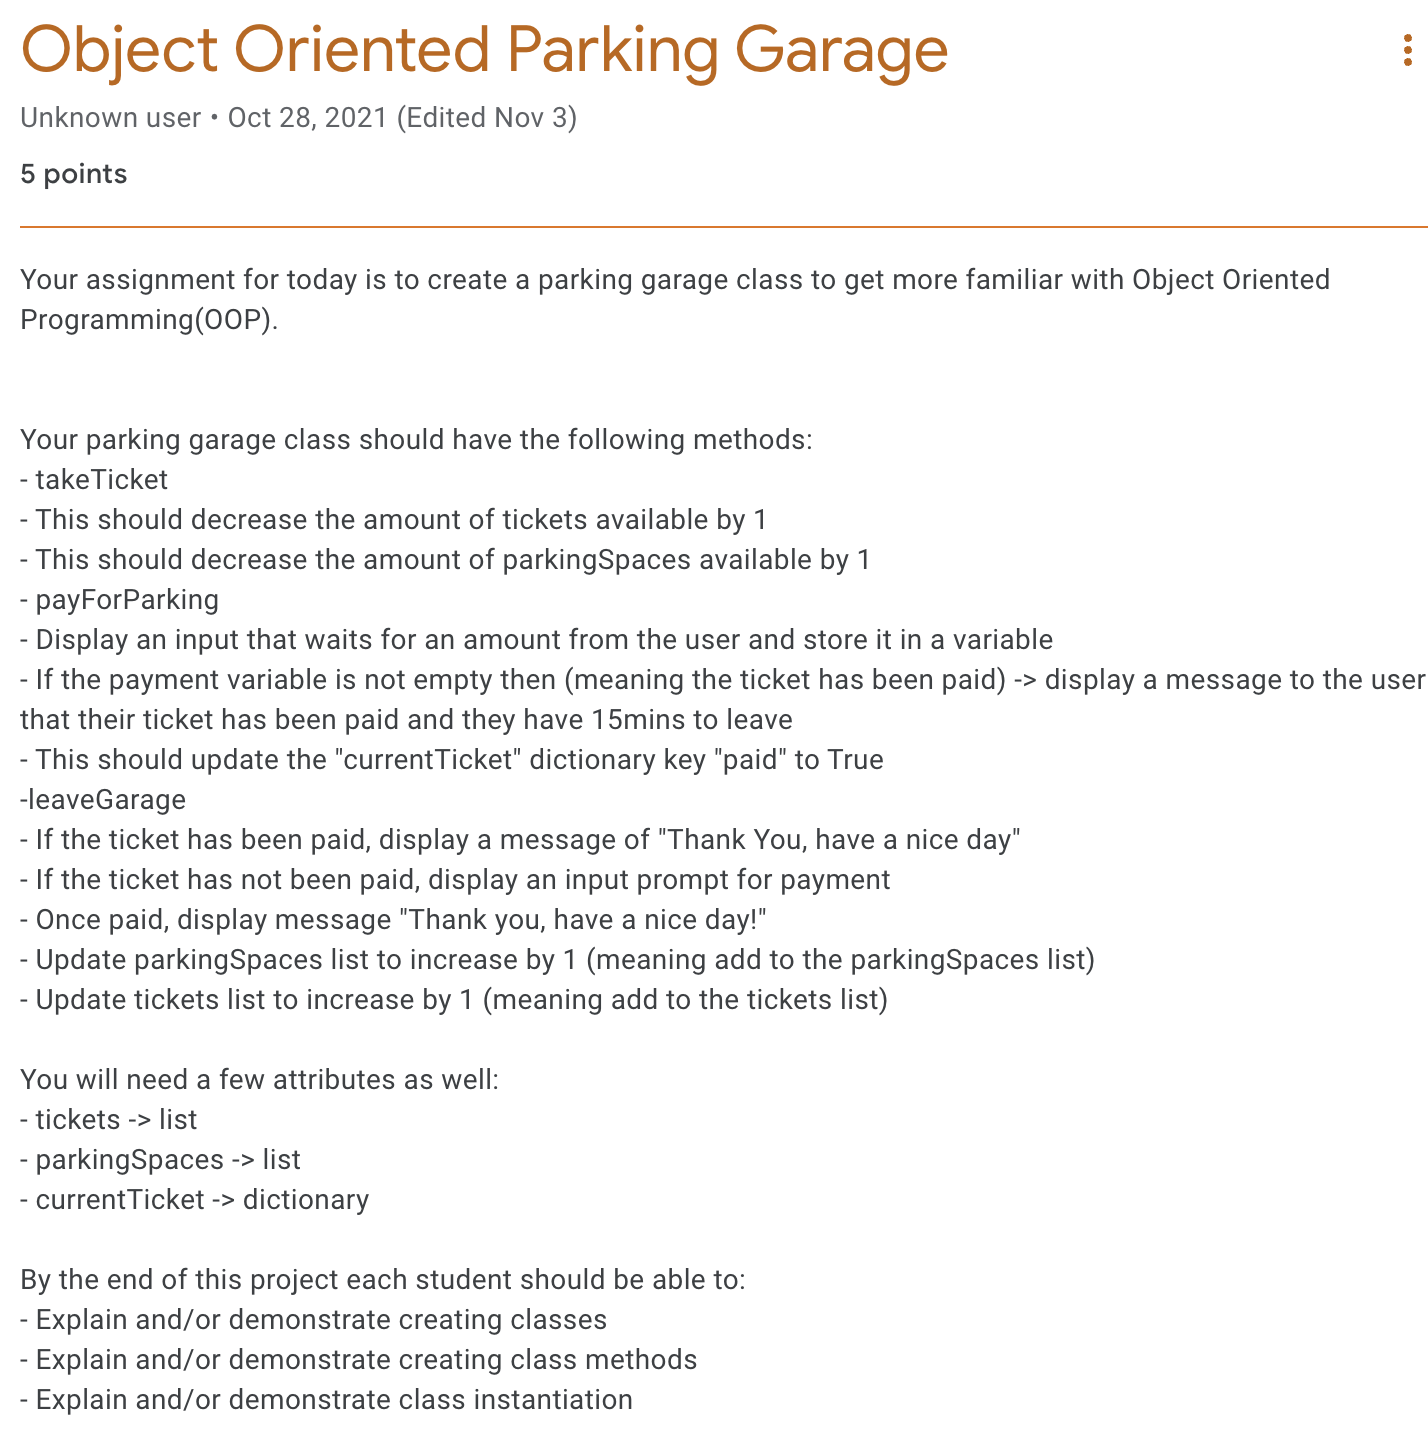 Object Oriented Parking Garage
Unknown user • Oct 28, 2021 (Edited Nov 3)
5 points
Your assignment for today is to create a parking garage class to get more familiar with Object Oriented
Programming(OOP).
Your parking garage class should have the following methods:
- takeTicket
- This should decrease the amount of tickets available by 1
- This should decrease the amount of parkingSpaces available by 1
- payForParking
- Display an input that waits for an amount from the user and store it in a variable
- If the payment variable is not empty then (meaning the ticket has been paid) -> display a message to the user
that their ticket has been paid and they have 15mins to leave
- This should update the "currentTicket" dictionary key "paid" to True
-leaveGarage
- If the ticket has been paid, display a message of "Thank You, have a nice day"
- If the ticket has not been paid, display an input prompt for payment
- Once paid, display message "Thank you, have a nice day!"
- Update parkingSpaces list to increase by 1 (meaning add to the parkingSpaces list)
- Update tickets list to increase by 1 (meaning add to the tickets list)
You will need a few attributes as well:
- tickets -> list
- parkingSpaces -> list
- currentTicket -> dictionary
By the end of this project each student should be able to:
- Explain and/or demonstrate creating classes
- Explain and/or demonstrate creating class methods
- Explain and/or demonstrate class instantiation